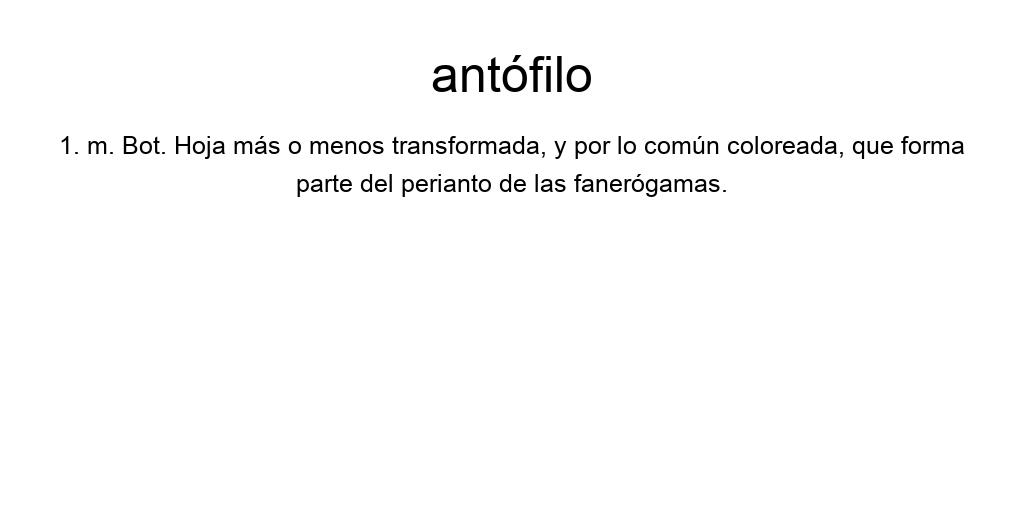 antófilo
1. m. Bot. Hoja más o menos transformada, y por lo común coloreada, que forma
parte del perianto de las fanerógamas.